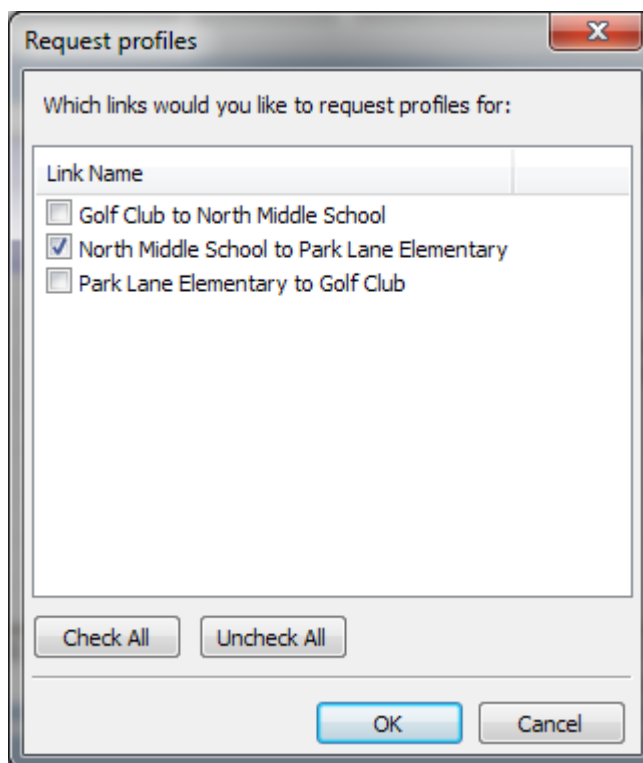 Request profiles
Which links would you like to request profiles for:
Link Name
Golf Club to North Middle School
North Middle School to Park Lane Elementary
Park Lane Elementary to Golf Club
Check All Uncheck All
OK Cancel